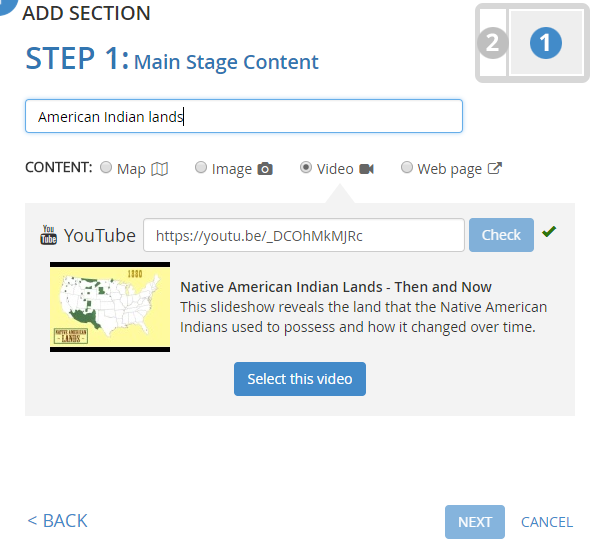 ADD SECTION
STEP 1: Main Stage Content
2 1
American Indian lands
CONTENT: Map Image Video Web page
You Tube YouTube https://youtu.be/_DCOhMkMJRc Check
1880
NATIVE AMERICAN
LANDS
Native American Indian Lands - Then and Now
This slideshow reveals the land that the Native American
Indians used to possess and how it changed over time.
Select this video
< BACK NEXT CANCEL